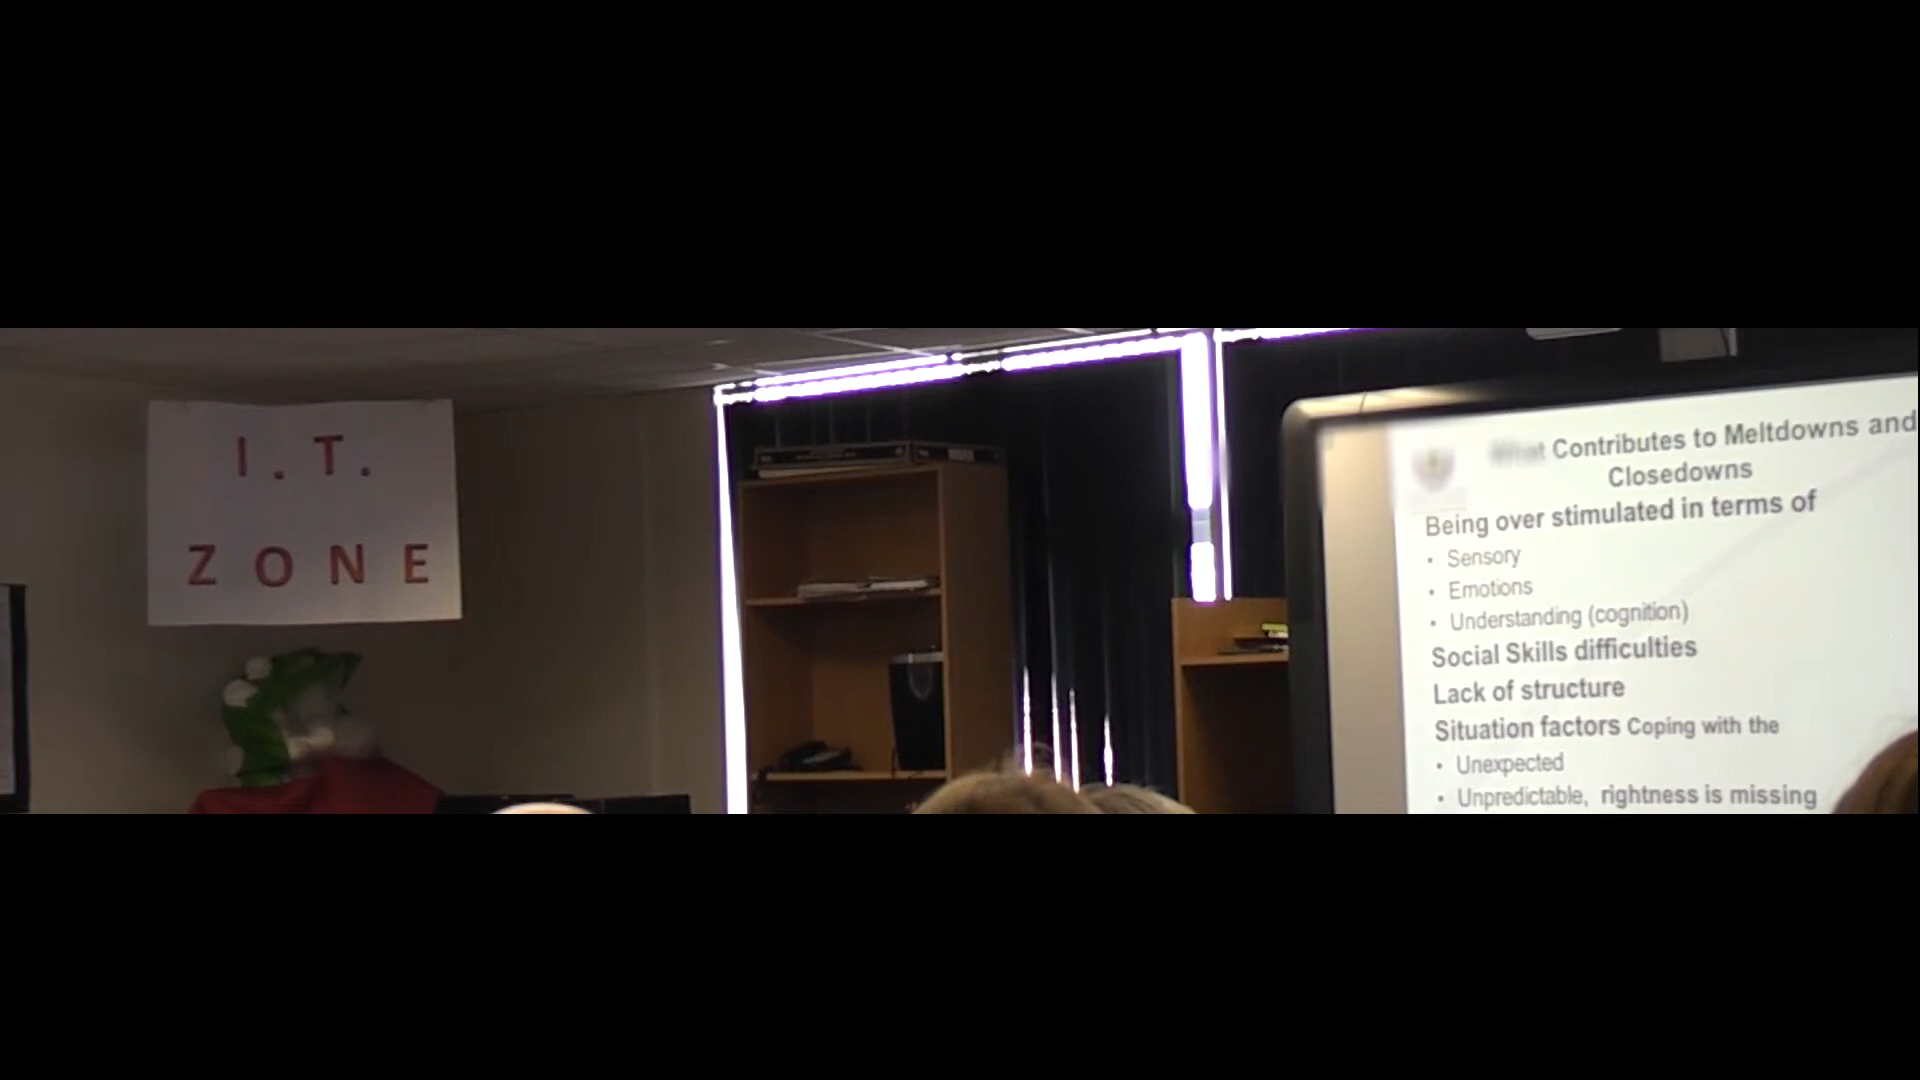 I . T .
Z O N E
What Contributes to Meltdowns and
Closedowns
Being over stimulated in terms of
• Sensory
• Emotions
• Understanding (cognition)
Social Skills difficulties
Lack of structure
Situation factors Coping with the
• Unexpected
• Unpredictable, rightness is missing